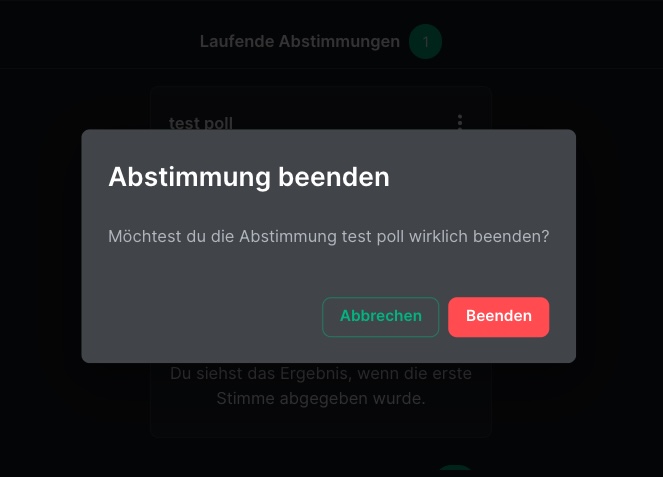 Laufende Abstimmungen 1
test poll
Abstimmung beenden
Möchtest du die Abstimmung test poll wirklich beenden?
Abbrechen Beenden
Du siehst das Ergebnis, wenn die erste
Stimme abgegeben wurde.